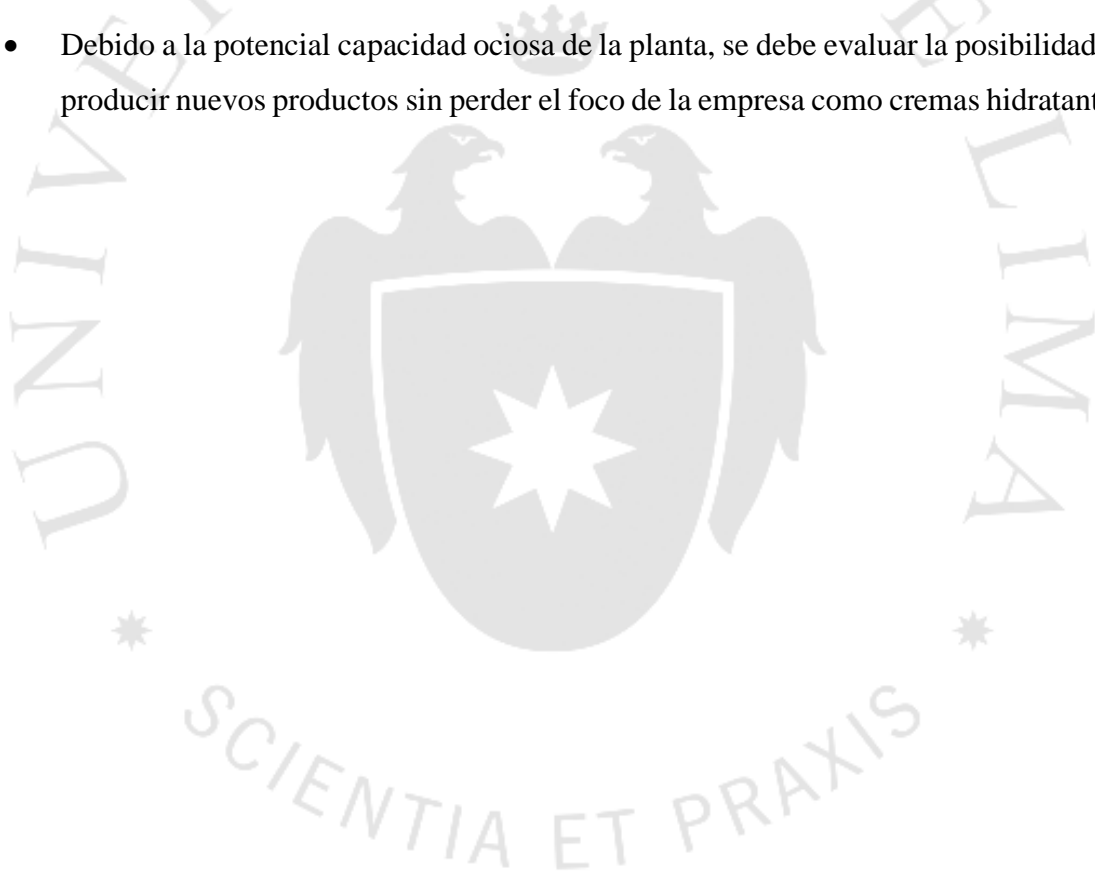 • Debido a la potencial capacidad ociosa de la planta, se debe evaluar la posibilidad
producir nuevos productos sin perder el foco de la empresa como cremas
SCIENTIA ET PRAXIS
LIMA